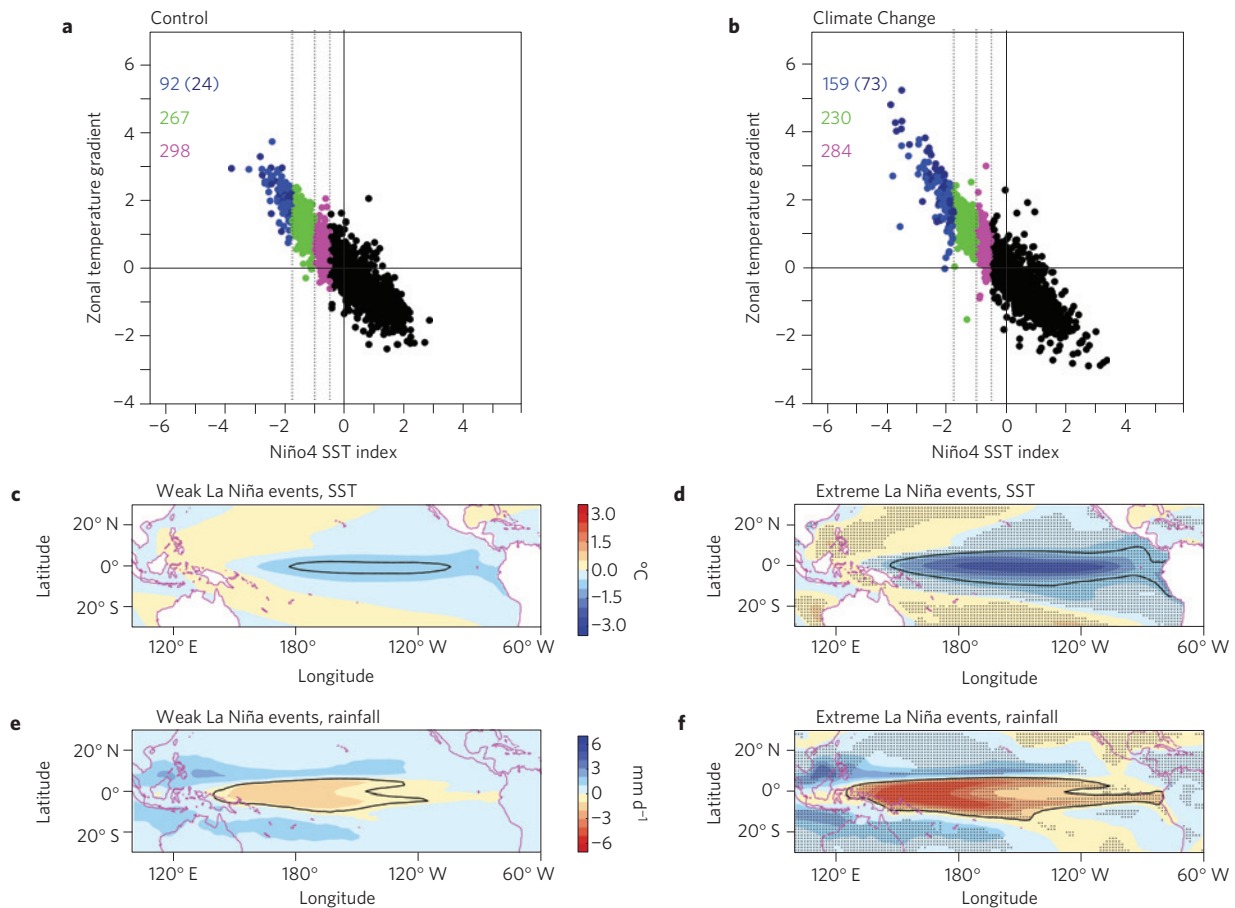 a Control
Zonal temperature gradient
6
4
2
0
−2
−4
92 (24)
267
298
−6 −4 −2 0 2 4
Niño4 SST index
b Climate Change
Zonal temperature gradient
6
4
2
0
−2
−4
159 (73)
230
284
−6 −4 −2 0 2 4
Niño4 SST index
c Weak La Niña events, SST
Latitude
20° N
0°
20° S
120° E 180° 120° W 60° W
Longitude
3.0
1.5
0.0
−1.5
−3.0
°C
d Extreme La Niña events, SST
Latitude
20° N
0°
20° S
120° E 180° 120° W 60° W
Longitude
e Weak La Niña events, rainfall
Latitude
20° N
0°
20° S
120° E 180° 120° W 60° W
Longitude
6
3
0
−3
−6
mm d⁻¹
f Extreme La Niña events, rainfall
Latitude
20° N
0°
20° S
120° E 180° 120° W 60° W
Longitude